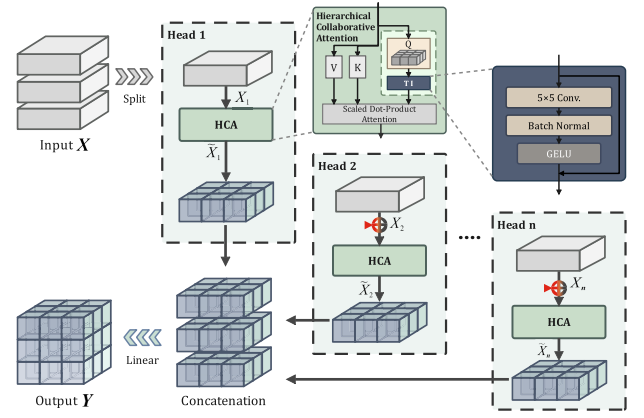 Input X
Split
Head 1
X1
HCA
X̃1
Hierarchical
Collaborative
Attention
Q
V
K
T I
Scaled Dot-Product
Attention
5×5 Conv.
Batch Normal
GELU
Head 2
X2
HCA
X̃2
....
Head n
Xn
HCA
X̃n
Output Y
Linear
Concatenation